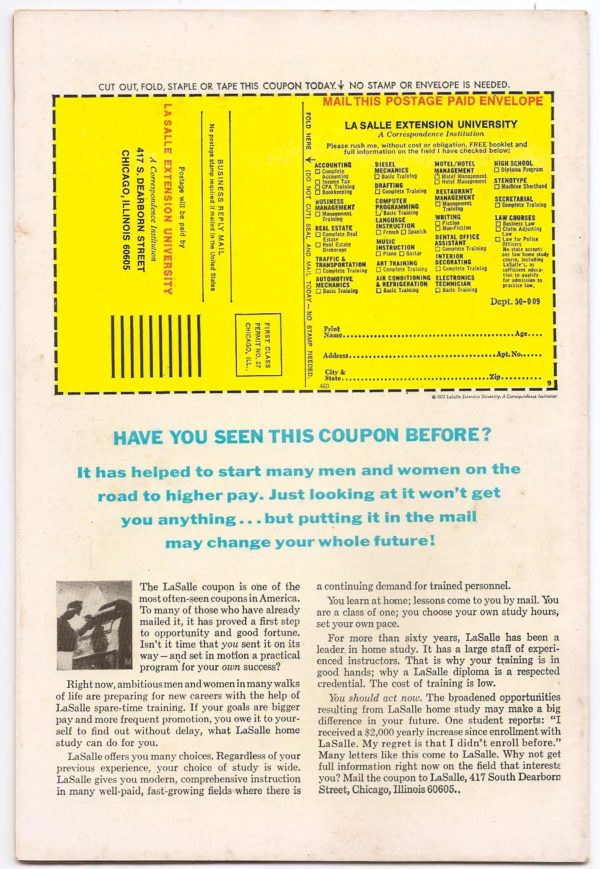 CUT OUT, FOLD, STAPLE OR TAPE THIS COUPON TODAY. ↓ NO STAMP OR ENVELOPE IS NEEDED.
Postage will be paid by
LA SALLE EXTENSION UNIVERSITY
A Correspondence Institution
417 S. DEARBORN STREET
CHICAGO, ILLINOIS 60605
BUSINESS REPLY MAIL
No postage stamp required if mailed in the United States
FIRST CLASS
PERMIT NO. 27
CHICAGO, ILL.
FOLD HERE → (DO NOT CUT) SEAL AND MAIL TODAY—NO STAMP NEEDED.
MAIL THIS POSTAGE PAID ENVELOPE
LA SALLE EXTENSION UNIVERSITY
A Correspondence Institution
Please rush me, without cost or obligation, FREE booklet and
full information on the field I have checked below:
ACCOUNTING
Complete
Accounting
Income Tax
CPA Training
Bookkeeping
BUSINESS
MANAGEMENT
Management
Training
REAL ESTATE
Complete Real
Estate
Real Estate
Brokerage
TRAFFIC &
TRANSPORTATION
Complete Training
AUTOMOTIVE
MECHANICS
Basic Training
DIESEL
MECHANICS
Basic Training
DRAFTING
Complete Training
COMPUTER
PROGRAMMING
Basic Training
LANGUAGE
INSTRUCTION
French Spanish
MUSIC
INSTRUCTION
Piano Guitar
ART TRAINING
Complete Training
AIR CONDITIONING
& REFRIGERATION
Basic Training
MOTEL/HOTEL
MANAGEMENT
Motel Management
Hotel Management
RESTAURANT
MANAGEMENT
Management
Training
WRITING
Fiction
Non-Fiction
DENTAL OFFICE
ASSISTANT
Complete Training
INTERIOR
DECORATING
Complete Training
ELECTRONICS
TECHNICIAN
Basic Training
HIGH SCHOOL
Diploma Program
STENOTYPE
Machine Shorthand
SECRETARIAL
Complete Training
LAW COURSES
Business Law
Claim Adjusting
Law
Law for Police
Officers
No state accepts
any law home study
course, including
LaSalle's, as
sufficient educa-
tion to qualify
for admission to
practice law.
Dept. 50-009
Print
Name Age
Address Apt. No.
City &
State Zip
460
9
© 1972 LaSalle Extension University. A Correspondence Institution
HAVE YOU SEEN THIS COUPON BEFORE?
It has helped to start many men and women on the
road to higher pay. Just looking at it won't get
you anything...but putting it in the mail
may change your whole future!
The LaSalle coupon is one of the
most often-seen coupons in America.
To many of those who have already
mailed it, it has proved a first step
to opportunity and good fortune.
Isn't it time that you sent it on its
way — and set in motion a practical
program for your own success?
Right now, ambitious men and women in many walks
of life are preparing for new careers with the help of
LaSalle spare-time training. If your goals are bigger
pay and more frequent promotion, you owe it to your-
self to find out without delay, what LaSalle home
study can do for you.
LaSalle offers you many choices. Regardless of your
previous experience, your choice of study is wide.
LaSalle gives you modern, comprehensive instruction
in many well-paid, fast-growing fields where there is
a continuing demand for trained personnel.
You learn at home; lessons come to you by mail. You
are a class of one; you choose your own study hours,
set your own pace.
For more than sixty years, LaSalle has been a
leader in home study. It has a large staff of experi-
enced instructors. That is why your training is in
good hands; why a LaSalle diploma is a respected
credential. The cost of training is low.
You should act now. The broadened opportunities
resulting from LaSalle home study may make a big
difference in your future. One student reports: "I
received a $2,000 yearly increase since enrollment with
LaSalle. My regret is that I didn't enroll before."
Many letters like this come to LaSalle. Why not get
full information right now on the field that interests
you? Mail the coupon to LaSalle, 417 South Dearborn
Street, Chicago, Illinois 60605..